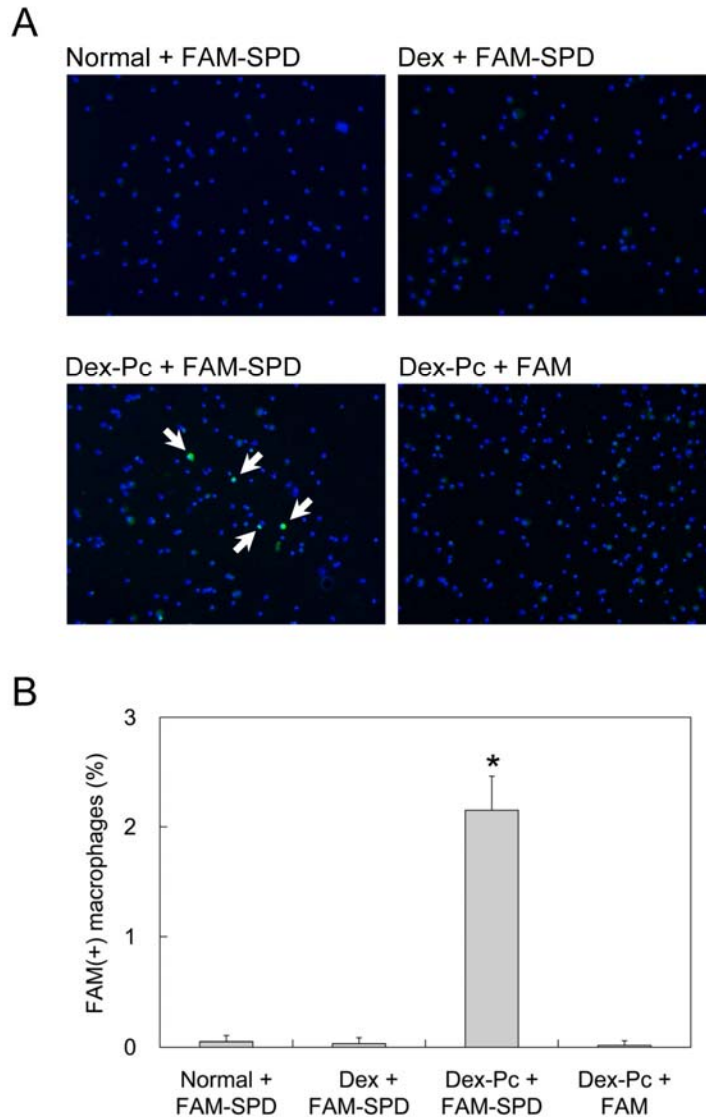 A
Normal + FAM-SPD
Dex + FAM-SPD
Dex-Pc + FAM-SPD
Dex-Pc + FAM
B
FAM(+) macrophages (%)
3
2
1
0
*
Normal +
FAM-SPD
Dex +
FAM-SPD
Dex-Pc +
FAM-SPD
Dex-Pc +
FAM